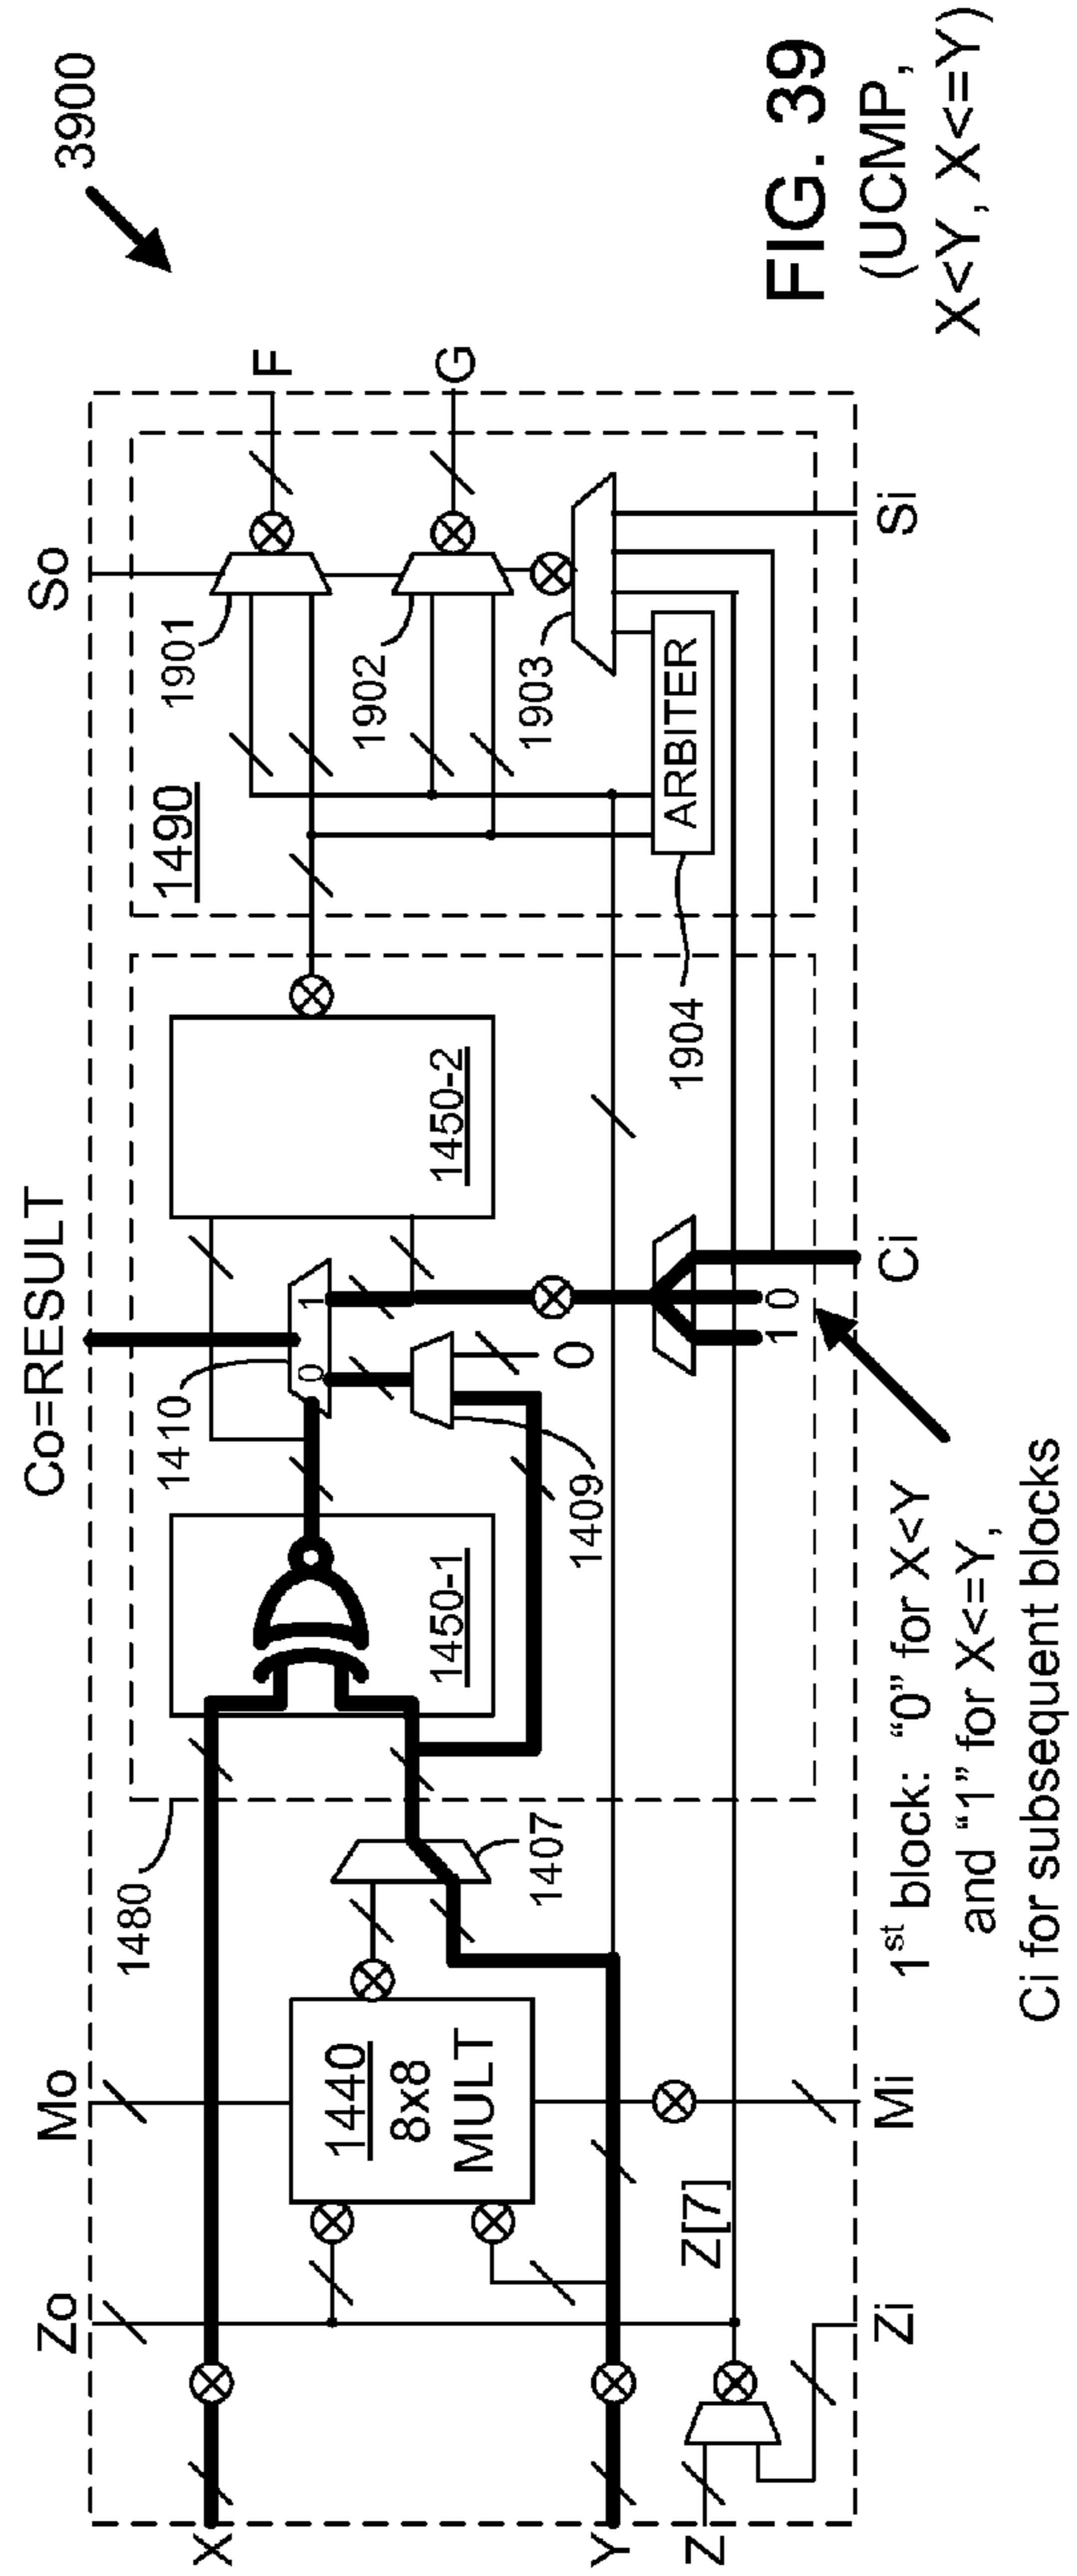 3900
FIG. 39
(UCMP,
X<Y, X<=Y)
Zo
Mo
Co=RESULT
So
X
Y
Z
F
G
1480
1450-1
1410
0
1
1450-2
1490
1901
1902
1903
1440
8x8
MULT
1407
1409
0
1904
ARBITER
Z[7]
1 0
Zi
Mi
Ci
Si
1st block: "0" for X<Y
and "1" for X<=Y,
Ci for subsequent blocks